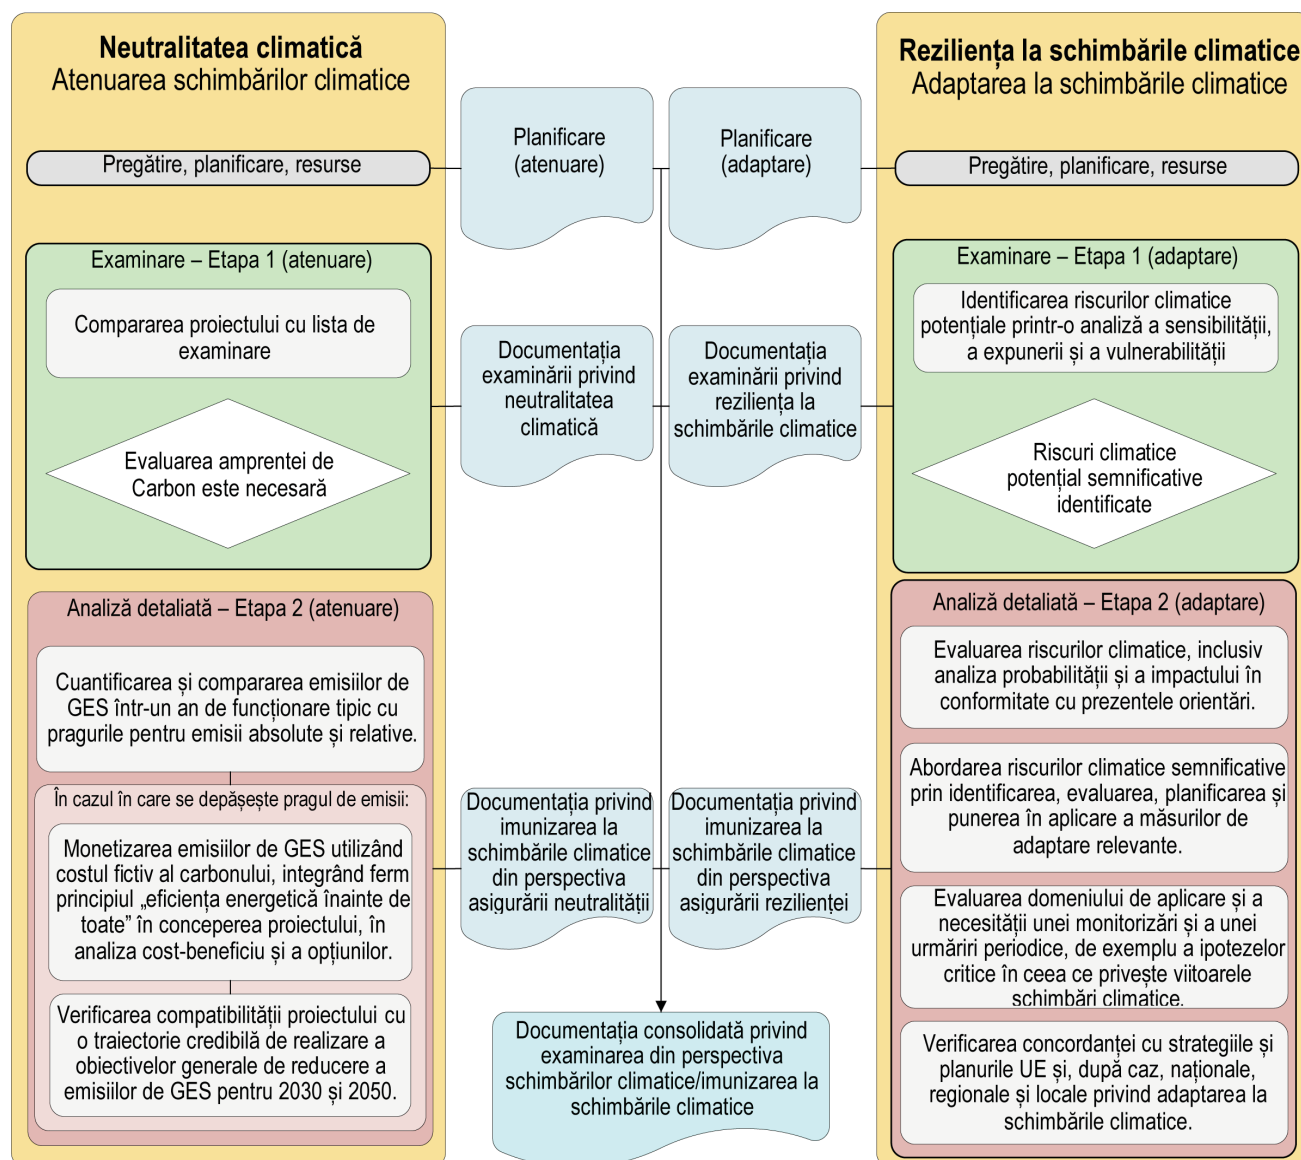 Neutralitatea climatică
Atenuarea schimbărilor climatice
Pregătire, planificare, resurse
Examinare – Etapa 1 (atenuare)
Compararea proiectului cu lista de
examinare
Evaluarea amprentei de
Carbon este necesară
Analiză detaliată – Etapa 2 (atenuare)
Cuantificarea și compararea emisiilor de
GES într-un an de funcționare tipic cu
pragurile pentru emisii absolute și relative.
În cazul în care se depășește pragul de emisii:
Monetizarea emisiilor de GES utilizând
costul fictiv al carbonului, integrând ferm
principiul „eficiența energetică înainte de
toate” în conceperea proiectului, în
analiza cost-beneficiu și a opțiunilor.
Verificarea compatibilității proiectului cu
o traiectorie credibilă de realizare a
obiectivelor generale de reducere a
emisiilor de GES pentru 2030 și 2050.
Planificare
(atenuare)
Planificare
(adaptare)
Documentația
examinării privind
neutralitatea
climatică
Documentația
examinării privind
reziliența la
schimbările climatice
Documentația privind
imunizarea la
schimbările climatice
din perspectiva
asigurării neutralității
Documentația privind
imunizarea la
schimbările climatice
din perspectiva
asigurării rezilienței
Documentația consolidată privind
examinarea din perspectiva
schimbărilor climatice/imunizarea la
schimbările climatice
Reziliența la schimbările climatice
Adaptarea la schimbările climatice
Pregătire, planificare, resurse
Examinare – Etapa 1 (adaptare)
Identificarea riscurilor climatice
potențiale printr-o analiză a sensibilității,
a expunerii și a vulnerabilității
Riscuri climatice
potențial semnificative
identificate
Analiză detaliată – Etapa 2 (adaptare)
Evaluarea riscurilor climatice, inclusiv
analiza probabilității și a impactului în
conformitate cu prezentele orientări.
Abordarea riscurilor climatice semnificative
prin identificarea, evaluarea, planificarea și
punerea în aplicare a măsurilor de
adaptare relevante.
Evaluarea domeniului de aplicare și a
necesității unei monitorizări și a unei
urmăriri periodice, de exemplu a ipotezelor
critice în ceea ce privește viitoarele
schimbări climatice.
Verificarea concordanței cu strategiile și
planurile UE și, după caz, naționale,
regionale și locale privind adaptarea la
schimbările climatice.